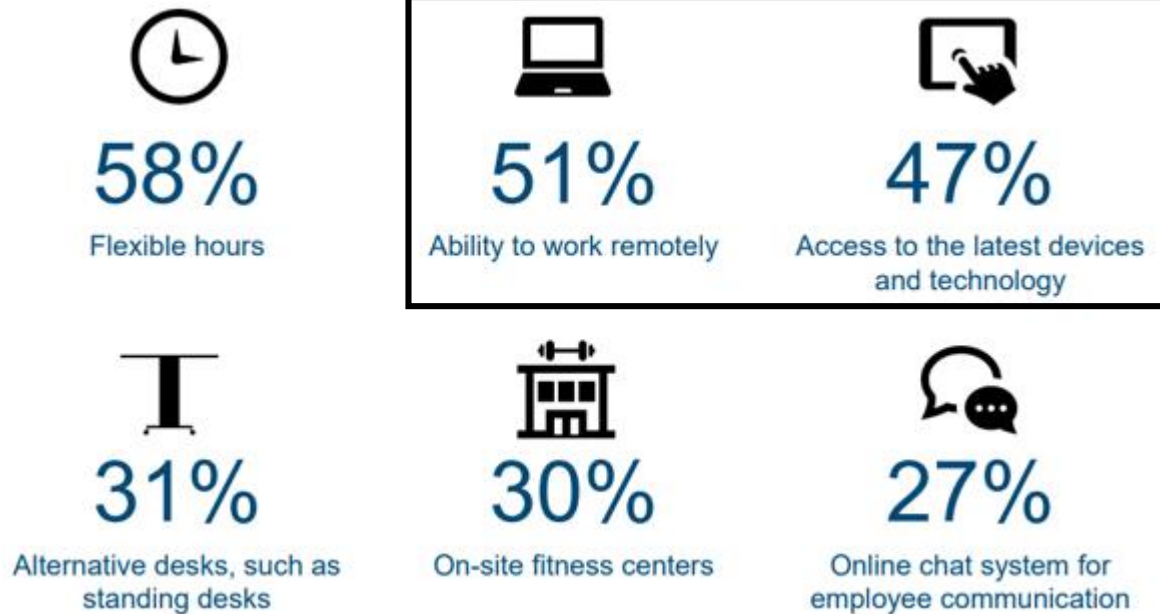 58%
Flexible hours
51%
Ability to work remotely
47%
Access to the latest devices
and technology
31%
Alternative desks, such as
standing desks
30%
On-site fitness centers
27%
Online chat system for
employee communication